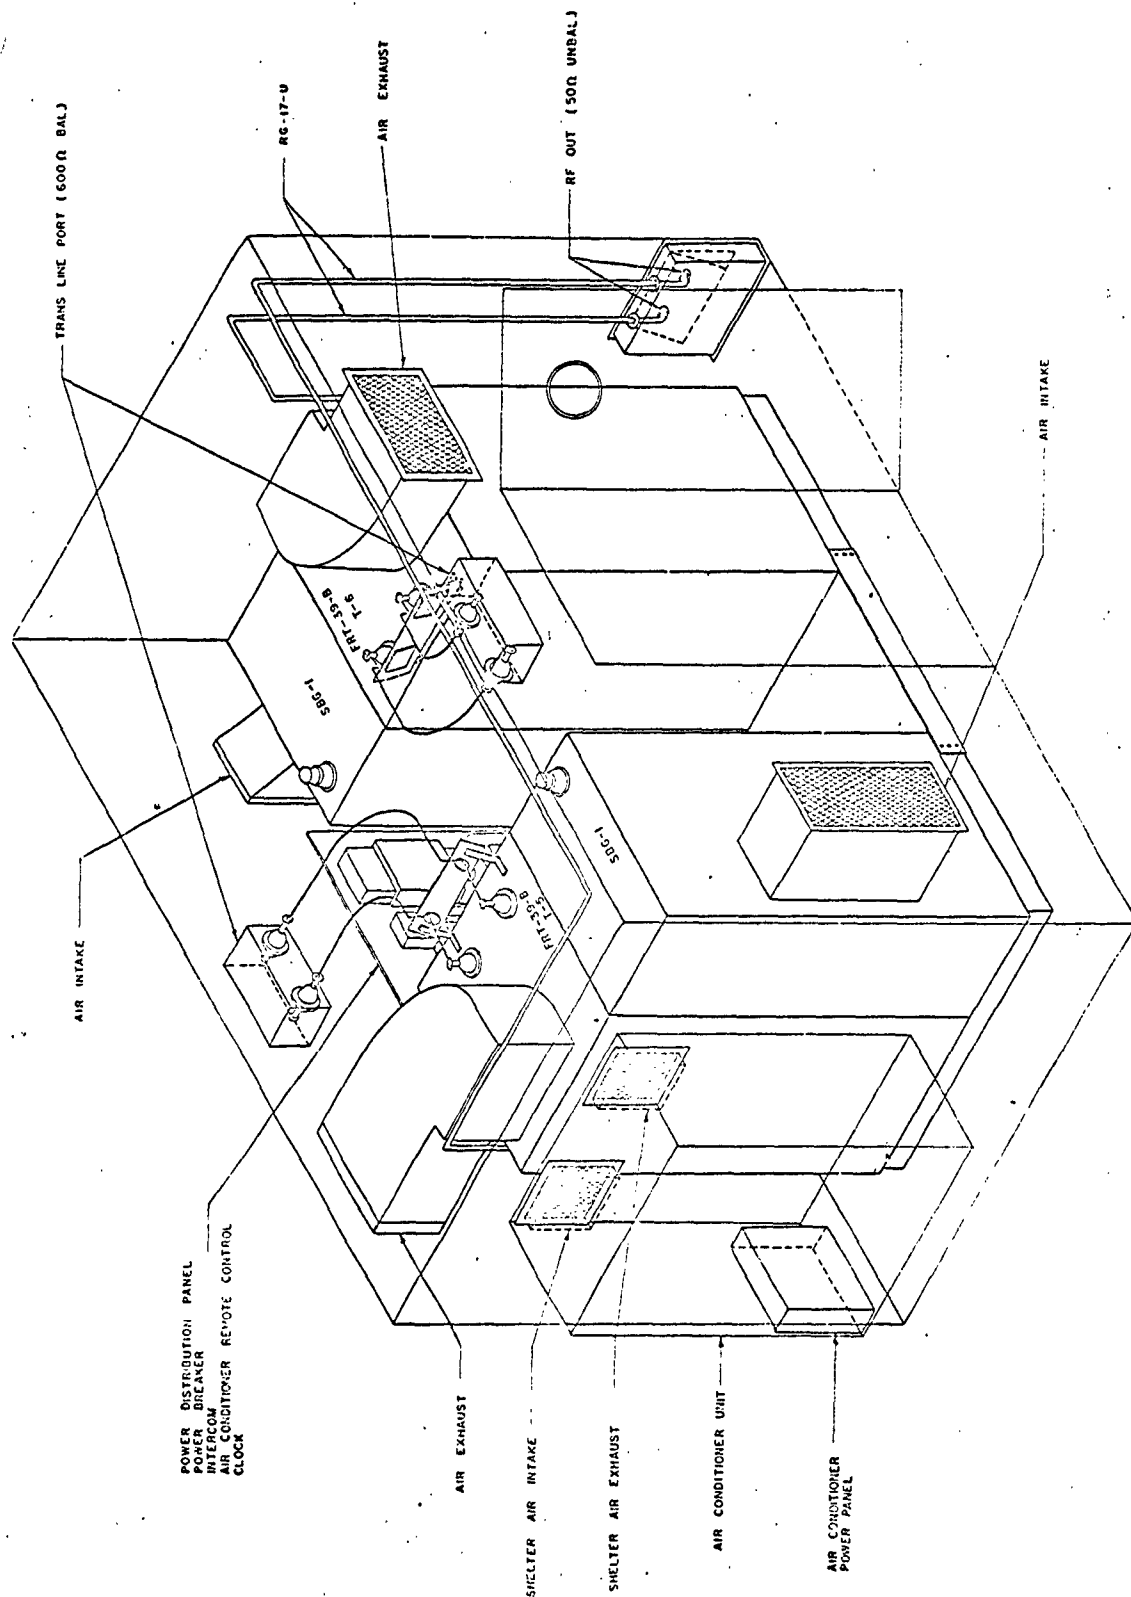 TRANS LINE PORT (600Ω BAL)
RG-17-U
AIR EXHAUST
RF OUT (50Ω UNBAL)
AIR INTAKE
AIR INTAKE
SBG-1
FRT-39-B
T-6
FRT-39-B
T-5
SBG-1
POWER DISTRIBUTION PANEL
POWER BREAKER
INTERCOM
AIR CONDITIONER REMOTE CONTROL
CLOCK
AIR EXHAUST
SHELTER AIR INTAKE
SHELTER AIR EXHAUST
AIR CONDITIONER UNIT
AIR CONDITIONER
POWER PANEL